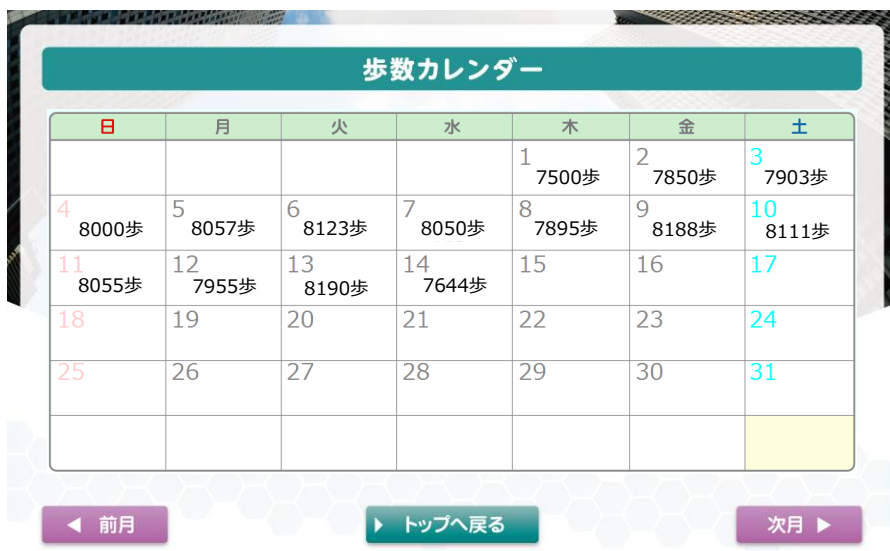 歩数カレンダー
日 月 火 水 木 金 土
1 2 3
7500歩 7850歩 7903歩
4 5 6 7 8 9 10
8000歩 8057歩 8123歩 8050歩 7895歩 8188歩 8111歩
11 12 13 14 15 16 17
8055歩 7955歩 8190歩 7644歩
18 19 20 21 22 23 24
25 26 27 28 29 30 31
前月 トップへ戻る 次月